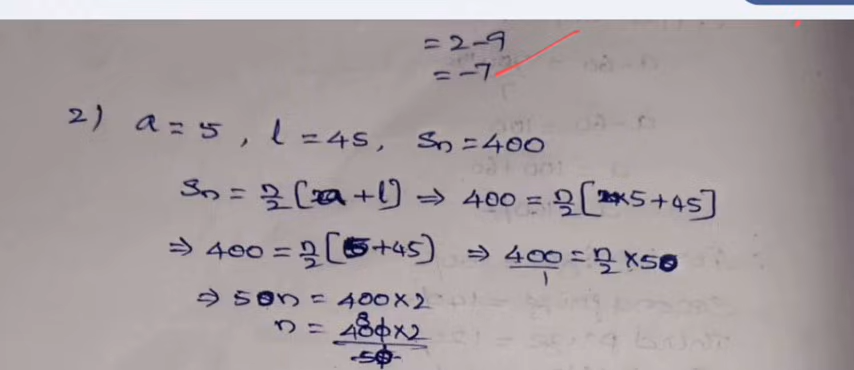 = 2-9
= -7
2) a = 5, l = 45, Sn = 400
Sn = n/2 [a + l] ⇒ 400 = n/2 [5 + 45]
⇒ 400 = n/2 [5 + 45) ⇒ 400/1 = n/2 × 50
⇒ 50n = 400 × 2
n = 400 × 2 / 50